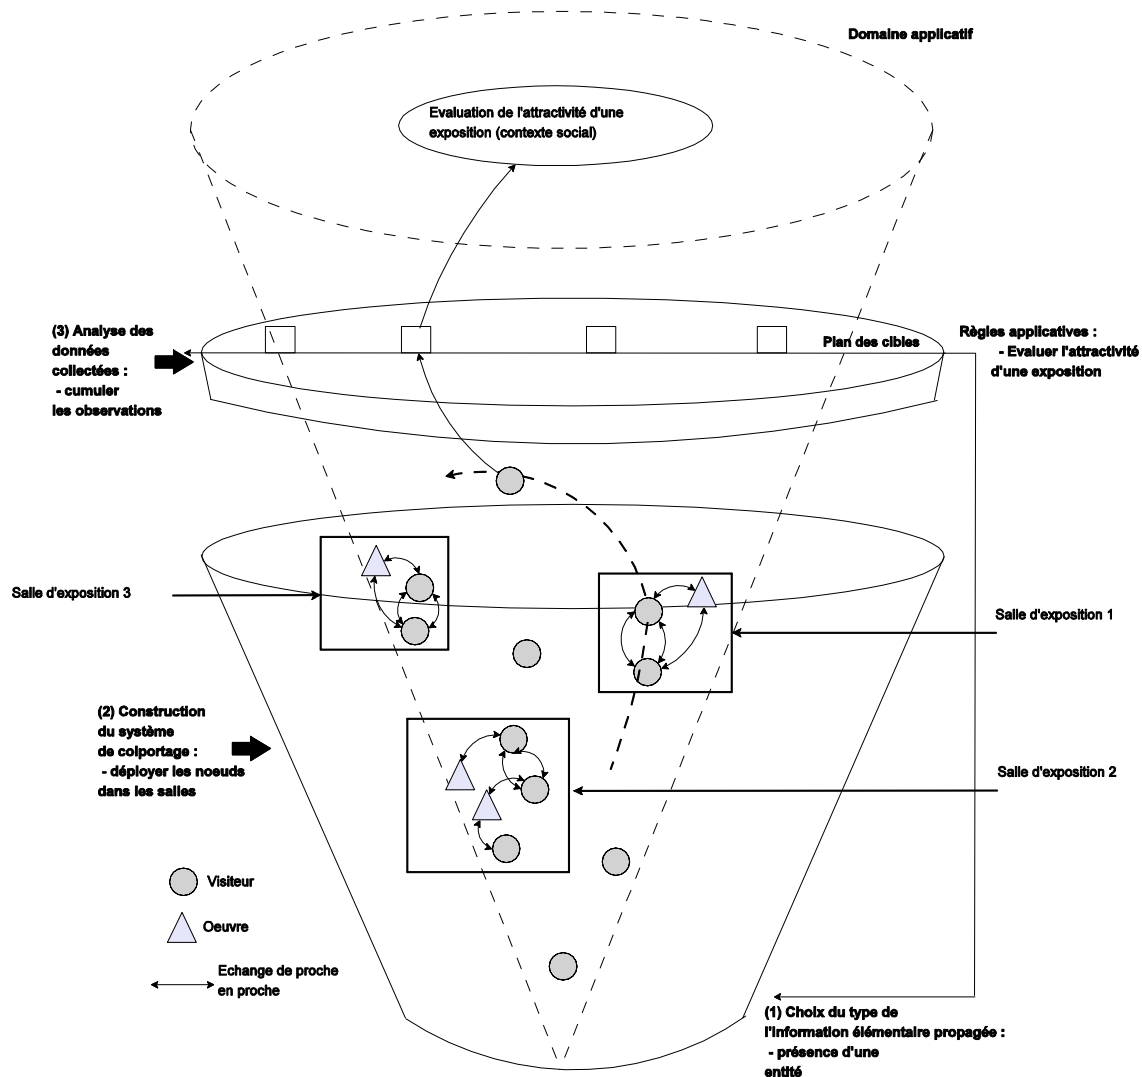 Domaine applicatif
Evaluation de l'attractivité d'une
exposition (contexte social)
(3) Analyse des
données
collectées :
- cumuler
les observations
Plan des cibles
Règles applicatives :
- Evaluer l'attractivité
d'une exposition
Salle d'exposition 3
Salle d'exposition 1
(2) Construction
du système
de colportage :
- déployer les noeuds
dans les salles
Salle d'exposition 2
Visiteur
Oeuvre
Echange de proche
en proche
(1) Choix du type de
l'information élémentaire propagée :
- présence d'une
entité